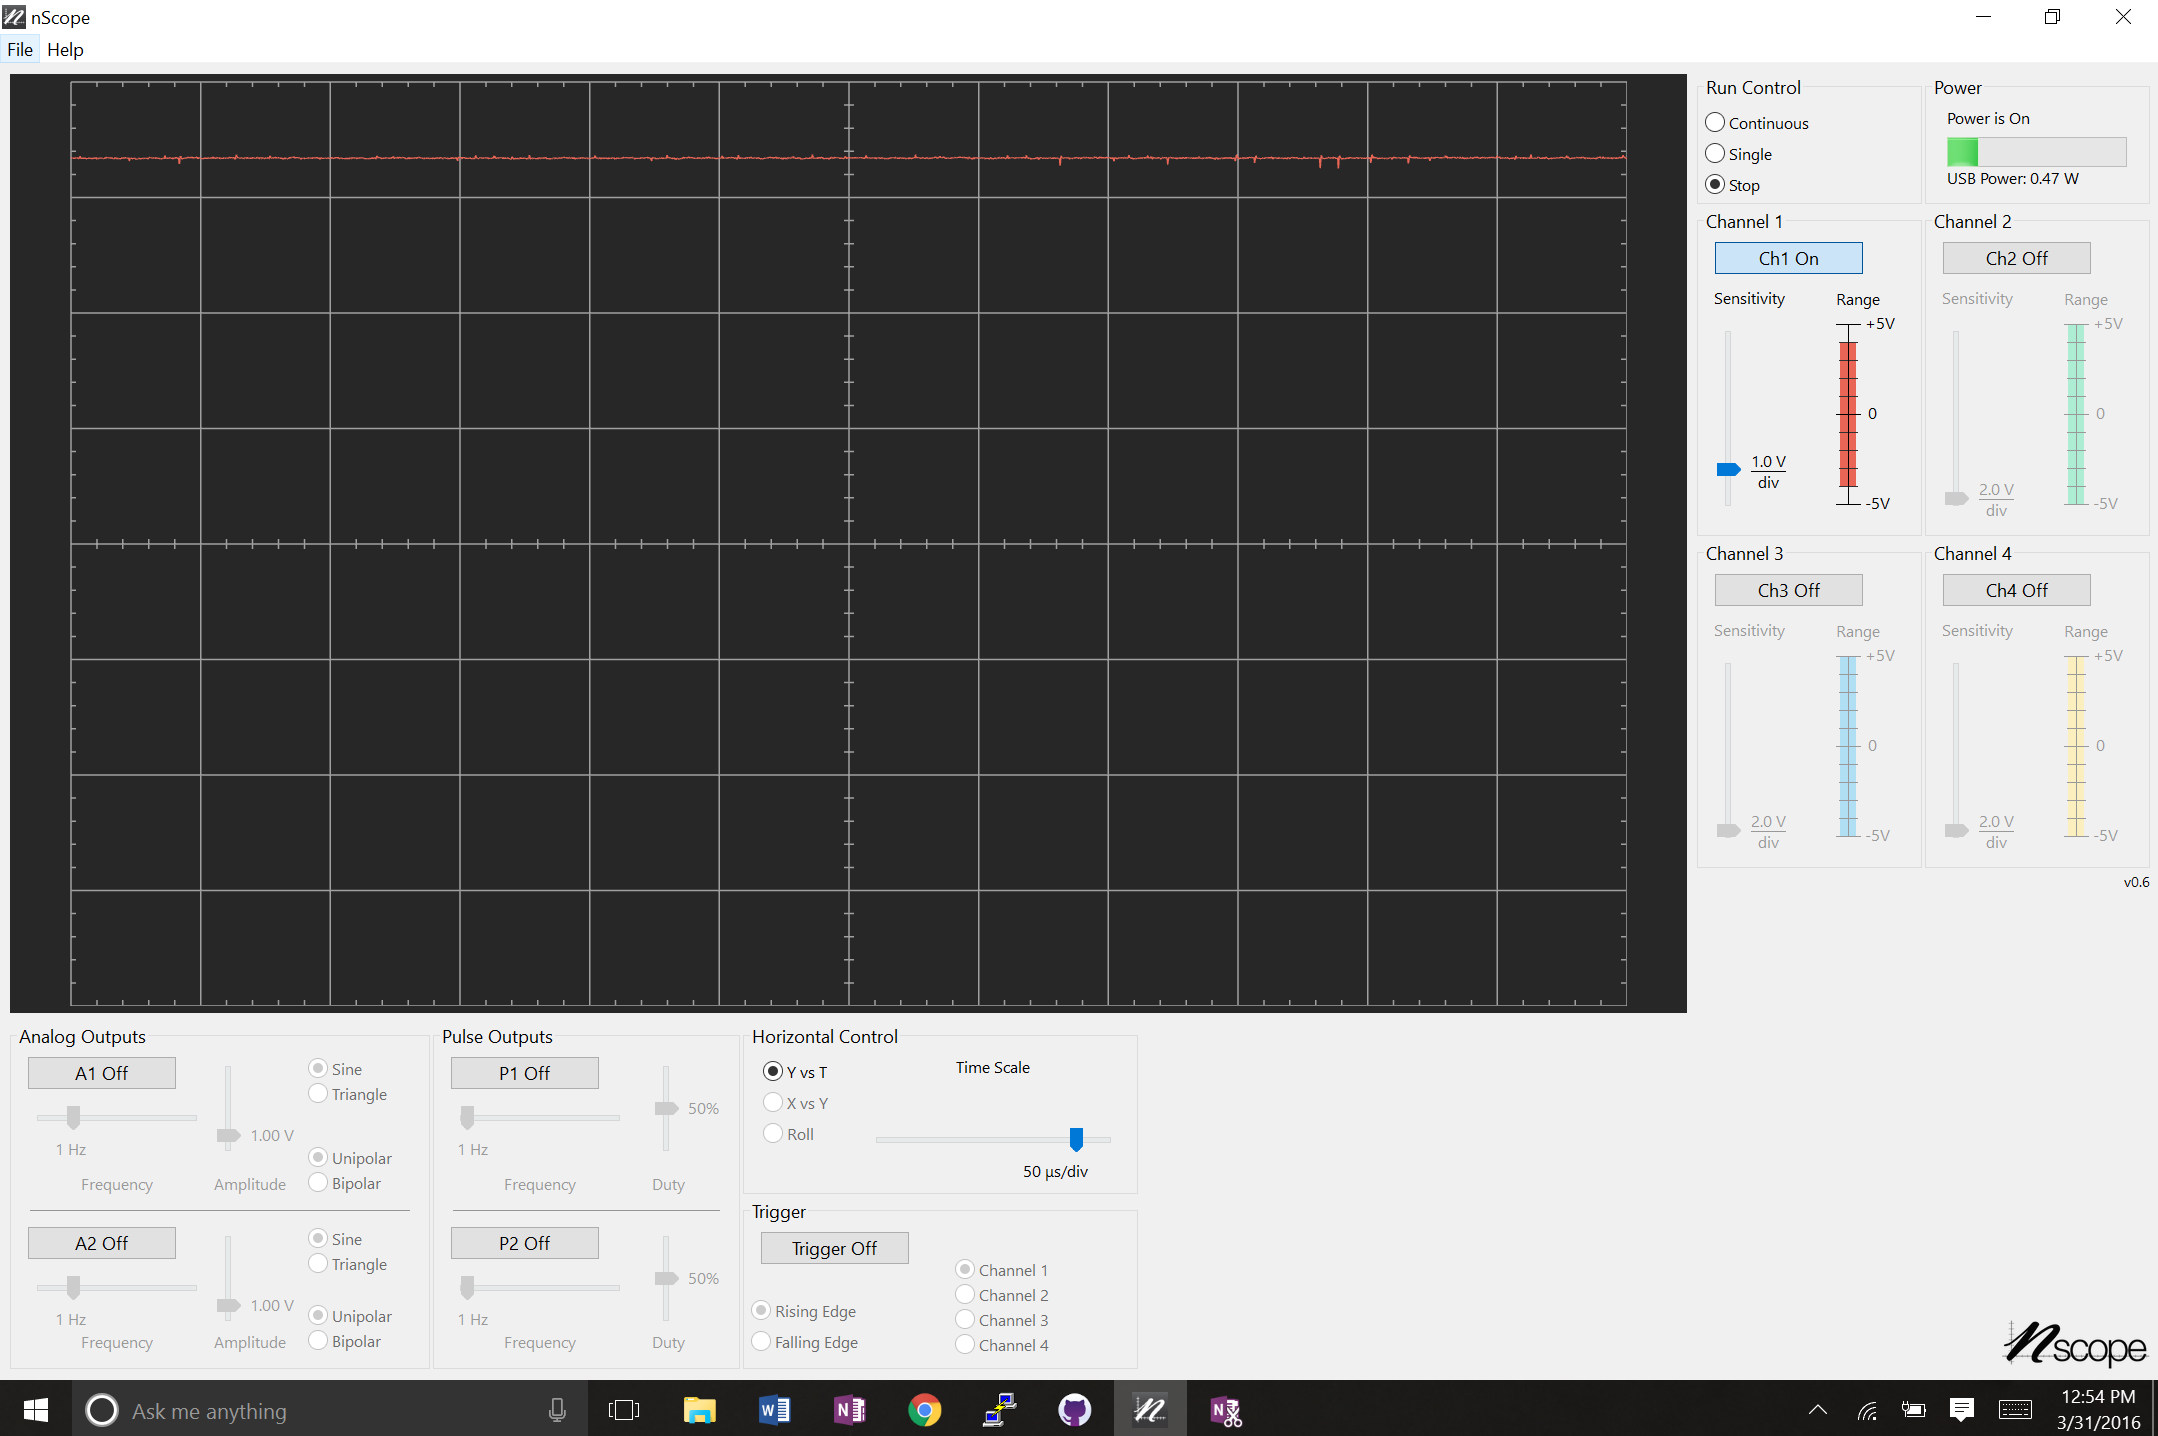 nScope
File Help
Run Control
Continuous
Single
Stop
Power
Power is On
USB Power: 0.47 W
Channel 1
Ch1 On
Sensitivity Range
+5V
0
-5V
1.0 V
div
Channel 2
Ch2 Off
Sensitivity Range
+5V
0
-5V
2.0 V
div
Channel 3
Ch3 Off
Sensitivity Range
+5V
0
-5V
2.0 V
div
Channel 4
Ch4 Off
Sensitivity Range
+5V
0
-5V
2.0 V
div
v0.6
Analog Outputs
A1 Off
Sine
Triangle
1.00 V
1 Hz
Unipolar
Bipolar
Frequency Amplitude
A2 Off
Sine
Triangle
1.00 V
1 Hz
Unipolar
Bipolar
Frequency Amplitude
Pulse Outputs
P1 Off
50%
1 Hz
Frequency Duty
P2 Off
50%
1 Hz
Frequency Duty
Horizontal Control
Y vs T
X vs Y
Roll
Time Scale
50 µs/div
Trigger
Trigger Off
Rising Edge
Falling Edge
Channel 1
Channel 2
Channel 3
Channel 4
nscope
Ask me anything
12:54 PM
3/31/2016